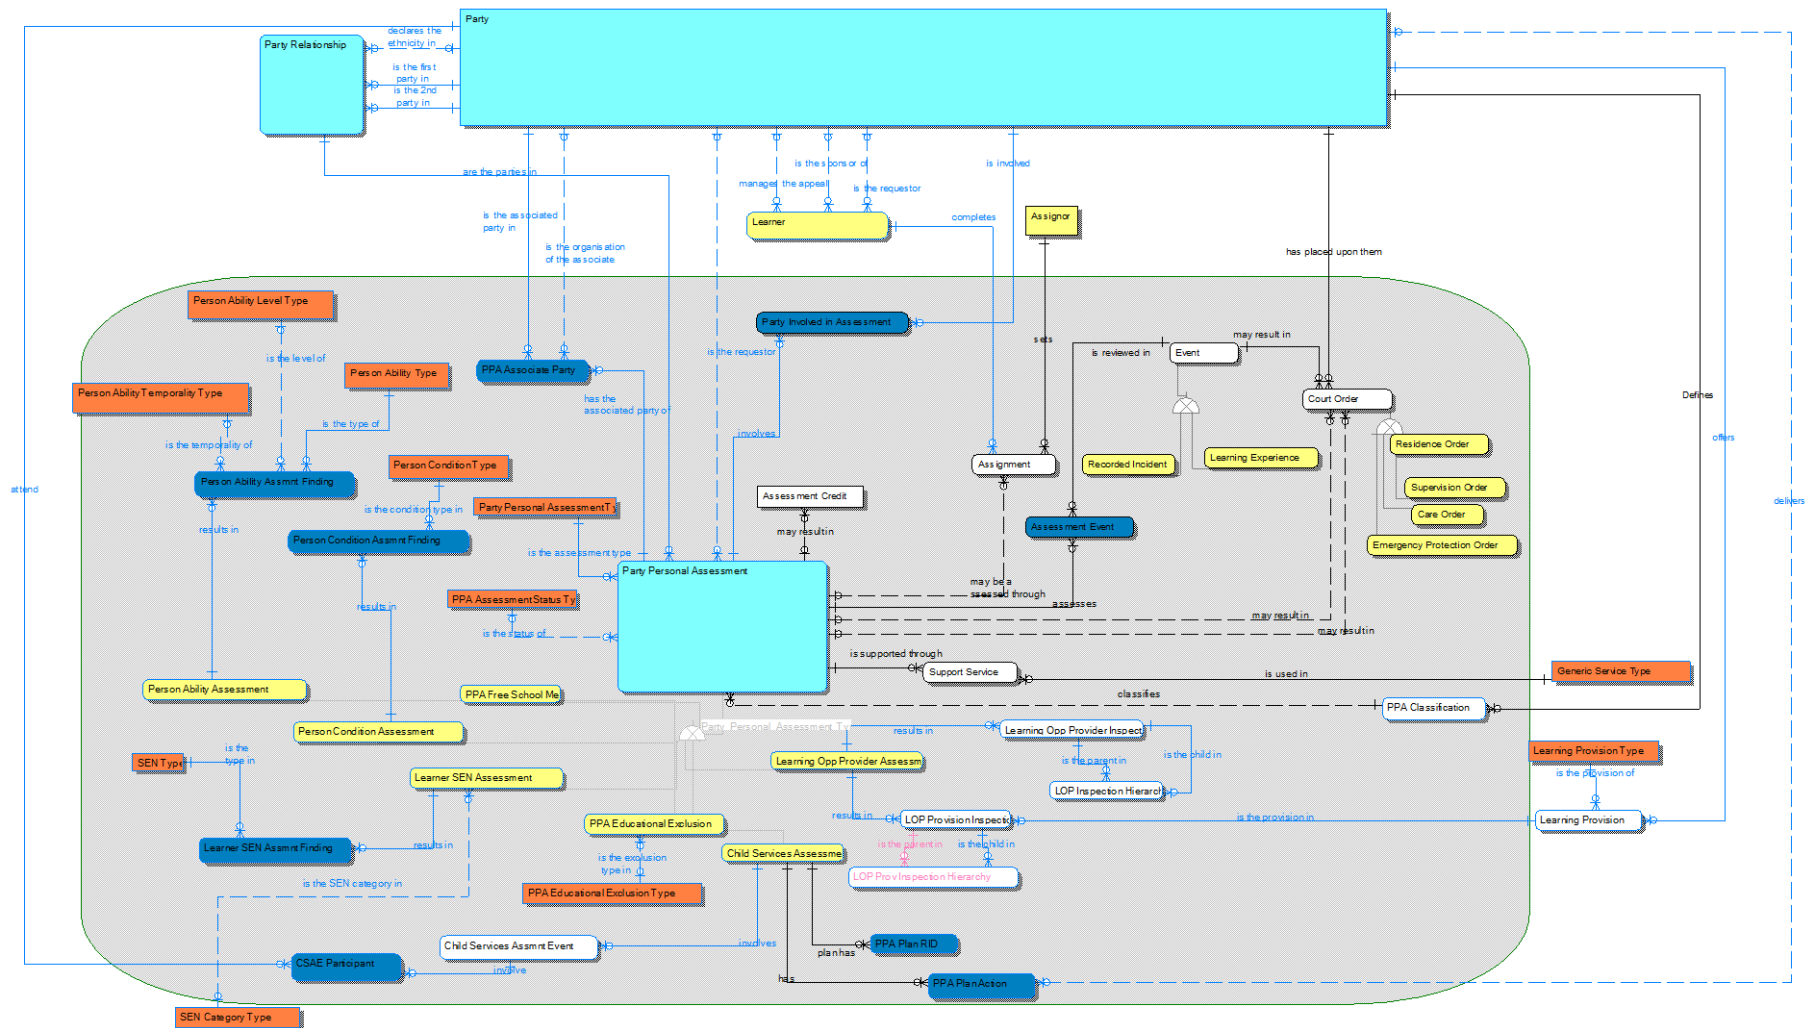 Party
declares the
ethnicity in
Party Relationship
is the first
party in
is the 2nd
party in
are the parties in
is the sponsor of
manages the appeal
is the requestor
is involved
is the associated
party in
is the organisation
of the associate
Learner
completes
Assignor
has placed upon them
Person Ability Level Type
Party Involved in Assessment
is the requestor
sets
is reviewed in
Event
may result in
is the level of
Person Ability Type
PPA Associate Party
Person Ability Temporality Type
has the
associated party of
Court Order
Defines
offers
is the type of
is the temporality of
involves
Residence Order
Person Condition Type
Assignment
Recorded Incident
Learning Experience
Person Ability Assmnt Finding
attend
Supervision Order
delivers
Assessment Credit
Party Personal Assessment Ty
is the condition type in
Care Order
results in
may result in
Assessment Event
Person Condition Assmnt Finding
is the assessment type
Emergency Protection Order
Party Personal Assessment
may be a
ssessed through
PPA Assessment Status Ty
results in
assesses
may result in
is the status of
may result in
is supported through
Support Service
is used in
Generic Service Type
Person Ability Assessment
PPA Free School Me
classifies
PPA Classification
Person Condition Assessment
Party Personal Assessment Ty
results in
Learning Opp Provider Inspect
is the
type in
SEN Type
is the parent in
is the child in
Learning Provision Type
Learning Opp Provider Assessm
is the provision of
Learner SEN Assessment
LOP Inspection Hierarch
results in
LOP Provision Inspectio
is the provision in
Learning Provision
PPA Educational Exclusion
Learner SEN Assmnt Finding
results in
is the parent in
is the child in
Child Services Assessme
is the exclusion
type in
LOP Prov Inspection Hierarchy
is the SEN category in
PPA Educational Exclusion Type
Child Services Assmnt Event
involves
plan has
PPA Plan RID
CSAE Participant
involve
has
PPA Plan Action
SEN Category Type